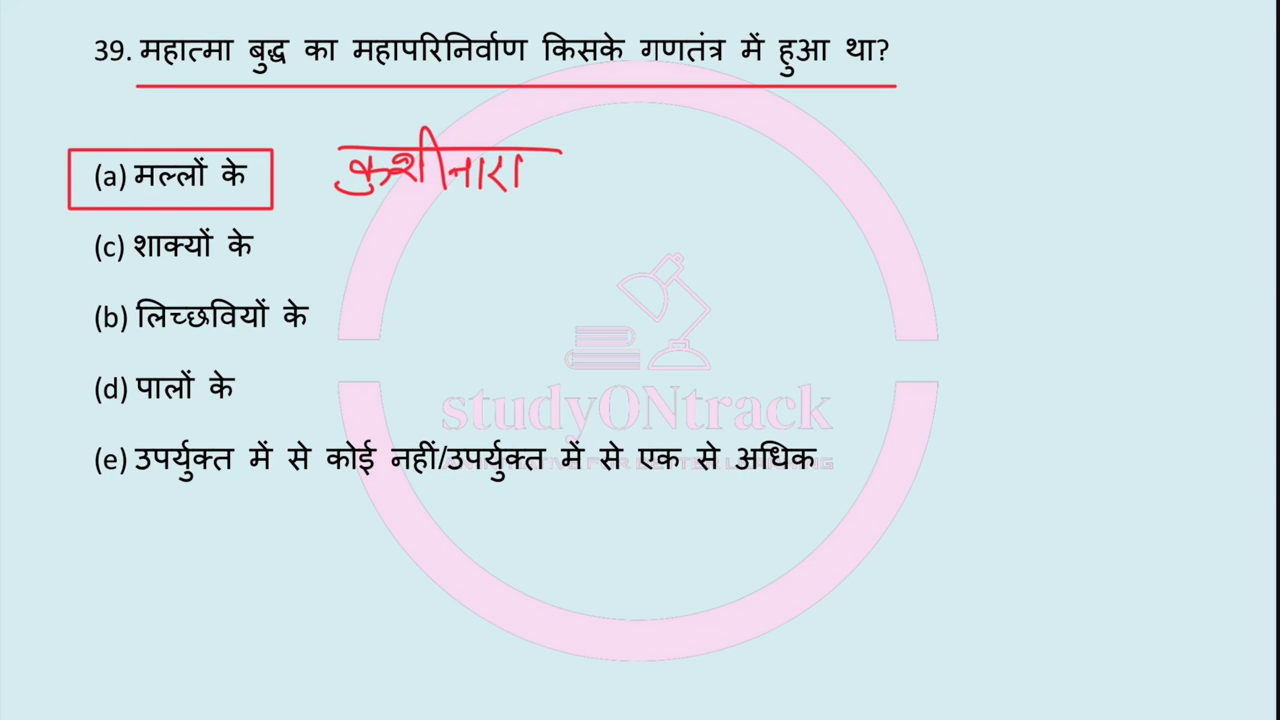 39. महात्मा बुद्ध का महापरिनिर्वाण किसके गणतंत्र में हुआ था?
(a) मल्लों के कुशीनारा
(c) शाक्यों के
(b) लिच्छवियों के
(d) पालों के
studyONtrack
(e) उपर्युक्त में से कोई नहीं/उपर्युक्त में से एक से अधिक